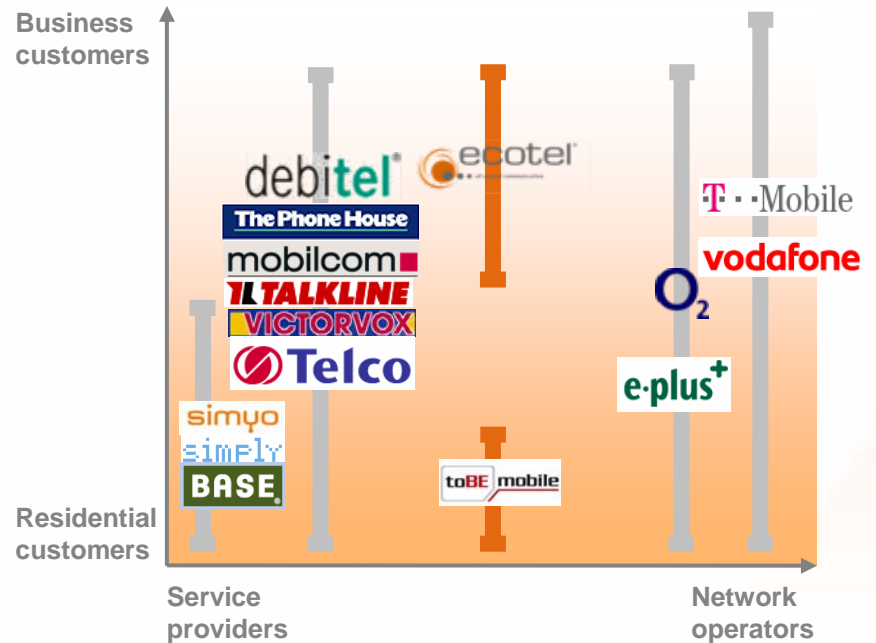 Business
customers
debitel
ecotel
The Phone House
T··Mobile
mobilcom
vodafone
TALKLINE
O2
VICTORVOX
Telco
e·plus+
simyo
simply
BASE
toBE mobile
Residential
customers
Service
providers
Network
operators